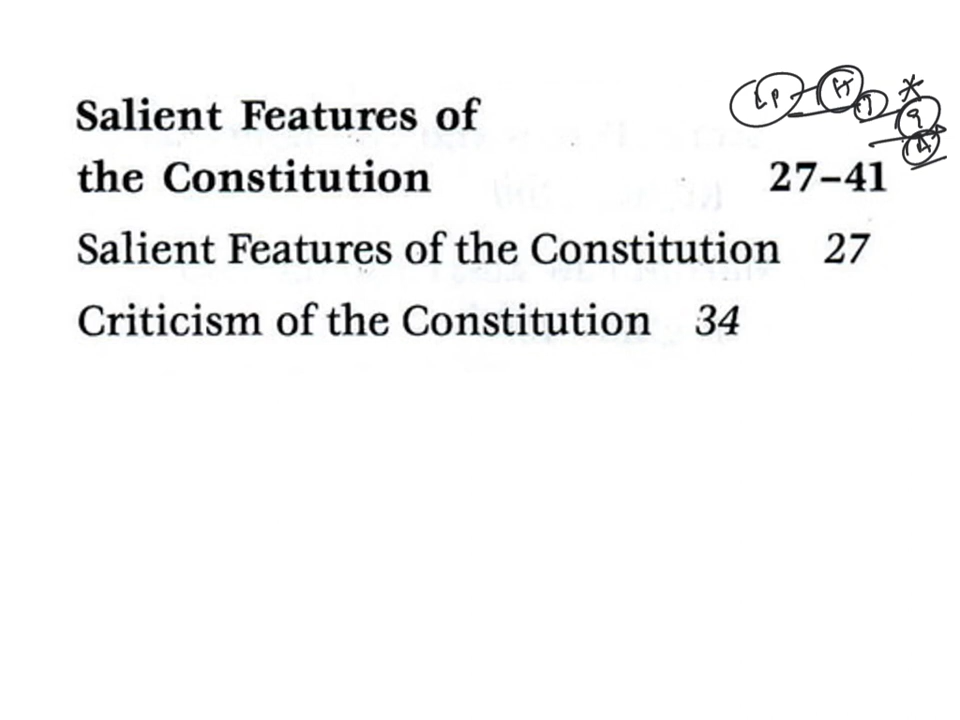 Salient Features of
the Constitution 27–41
Salient Features of the Constitution 27
Criticism of the Constitution 34